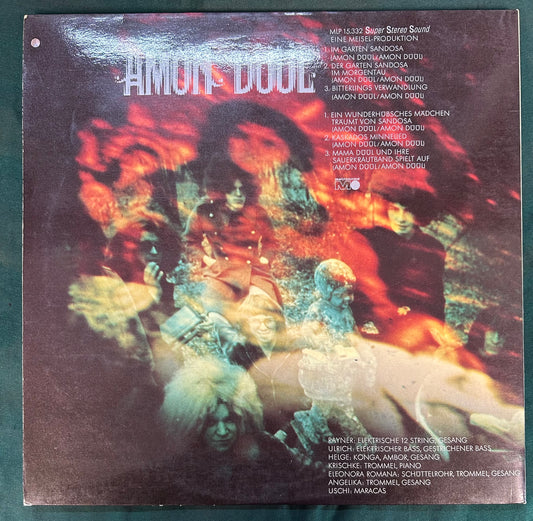 AMON DÜÜL
MLP 15.332 Super Stereo Sound
EINE MEISEL-PRODUKTION
1. IM GARTEN SANDOSA
(AMON DÜÜL/AMON DÜÜL)
2. DER GARTEN SANDOSA
IM MORGENTAU
(AMON DÜÜL/AMON DÜÜL)
3. BITTERLINGS VERWANDLUNG
(AMON DÜÜL/AMON DÜÜL)
1. EIN WUNDERHÜBSCHES MÄDCHEN
TRÄUMT VON SANDOSA
(AMON DÜÜL/AMON DÜÜL)
2. KASKADOS MINNELIED
(AMON DÜÜL/AMON DÜÜL)
3. MAMA DÜÜL UND IHRE
SAUERKRAUTBAND SPIELT AUF
(AMON DÜÜL/AMON DÜÜL)
RAYNER: ELEKTRISCHE 12 STRING, GESANG
ULRICH: ELEKTRISCHER BASS, GESTRICHENER BASS
HELGE: KONGA, AMBOR, GESANG
KRISCHKE: TROMMEL, PIANO
ELEONORA ROMANA: SCHÜTTELROHR, TROMMEL, GESANG
ANGELIKA: TROMMEL, GESANG
USCHI: MARACAS